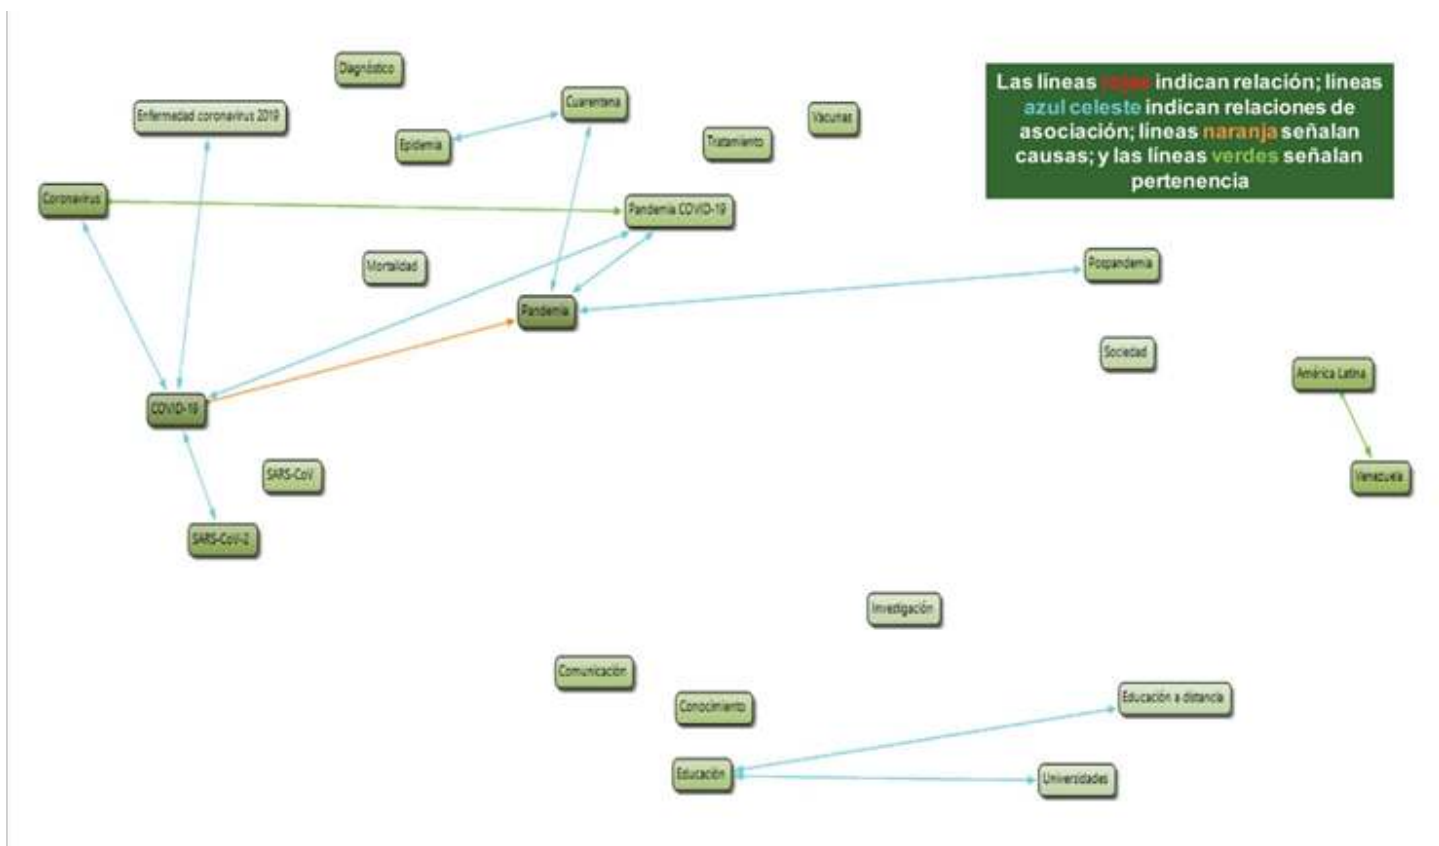 Diagnóstico
Enfermedad coronavirus 2019
Cuarentena
Epidemia
Vacunas
Tratamiento
Las líneas rojas indican relación; líneas
azul celeste indican relaciones de
asociación; líneas naranja señalan
causas; y las líneas verdes señalan
pertenencia
Coronavirus
Pandemia COVID-19
Mortalidad
Pospandemia
Pandemia
Sociedad
América Latina
COVID-19
SARS-CoV
Venezuela
SARS-CoV-2
Investigación
Comunicación
Conocimiento
Educación a distancia
Educación
Universidades